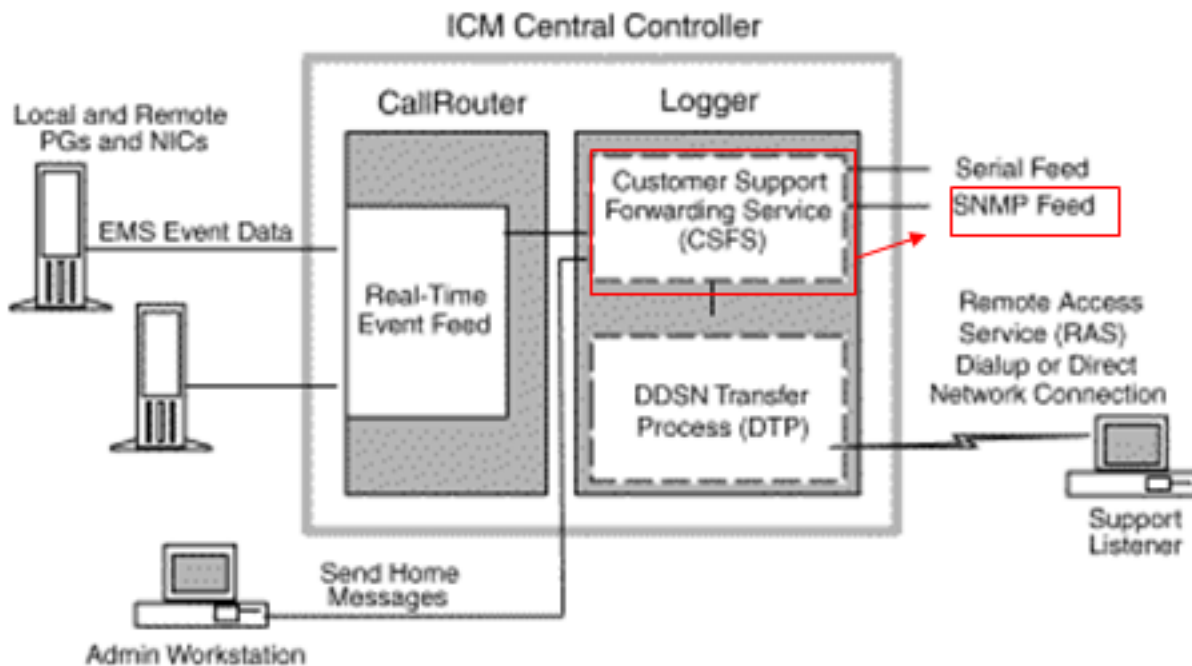 ICM Central Controller
CallRouter
Logger
Local and Remote
PGs and NICs
EMS Event Data
Real-Time
Event Feed
Customer Support
Forwarding Service
(CSFS)
Serial Feed
SNMP Feed
DDSN Transfer
Process (DTP)
Remote Access
Service (RAS)
Dialup or Direct
Network Connection
Support
Listener
Send Home
Messages
Admin Workstation